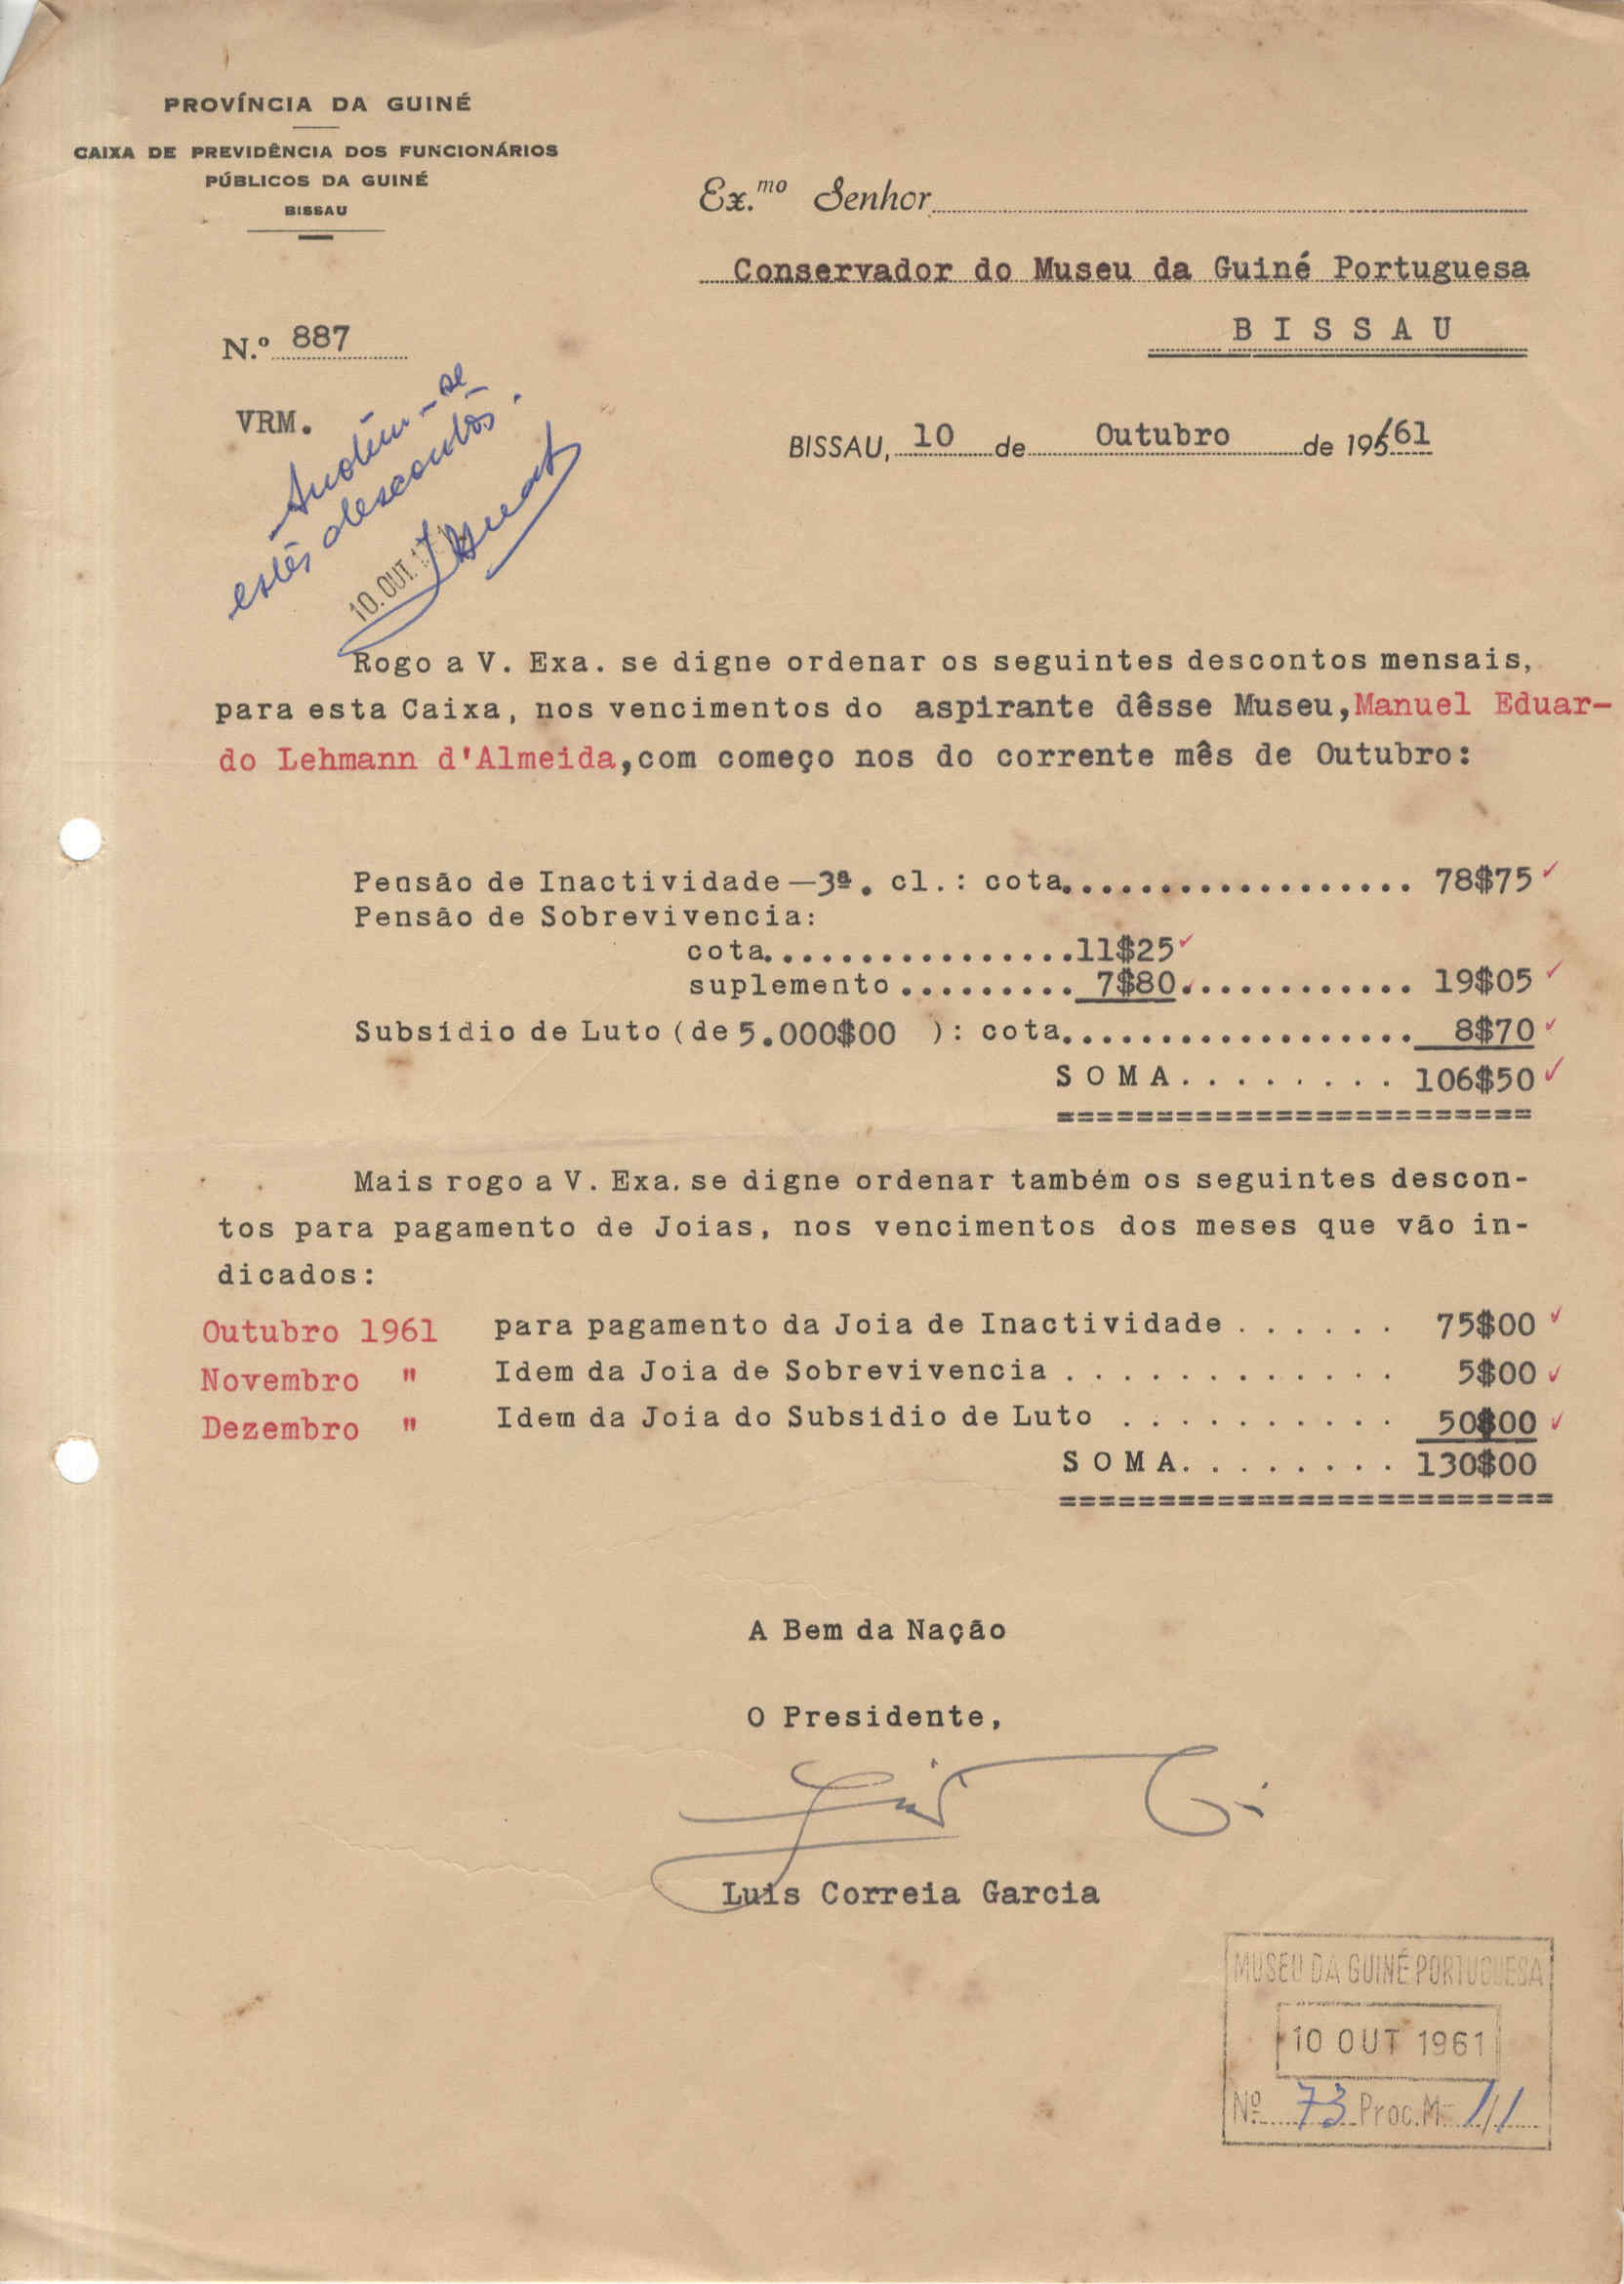 PROVÍNCIA DA GUINÉ
CAIXA DE PREVIDÊNCIA DOS FUNCIONÁRIOS
PÚBLICOS DA GUINÉ
BISSAU
Ex.mo Senhor
Conservador do Museu da Guiné Portuguesa
BISSAU
N.º 887
VRM.
Anotem-se
estes descontos.
10.OUT.
BISSAU, 10 de Outubro de 1961
Rogo a V. Exa. se digne ordenar os seguintes descontos mensais,
para esta Caixa, nos vencimentos do aspirante dêsse Museu, Manuel Eduar-
do Lehmann d'Almeida, com começo nos do corrente mês de Outubro:
Pensão de Inactividade—3ª. cl.: cota.................. 78$75
Pensão de Sobrevivencia:
cota................11$25
suplemento......... 7$80............ 19$05
Subsidio de Luto (de 5.000$00 ): cota.................. 8$70
SOMA......... 106$50
=========================
Mais rogo a V. Exa. se digne ordenar também os seguintes descon-
tos para pagamento de Joias, nos vencimentos dos meses que vão in-
dicados:
Outubro 1961 para pagamento da Joia de Inactividade...... 75$00
Novembro " Idem da Joia de Sobrevivencia............ 5$00
Dezembro " Idem da Joia do Subsidio de Luto .......... 50$00
SOMA......... 130$00
=========================
A Bem da Nação
O Presidente,
Luis Correia Garcia
MUSEU DA GUINÉ PORTUGUESA
10 OUT 1961
Nº 73 Proc. M- 1/1